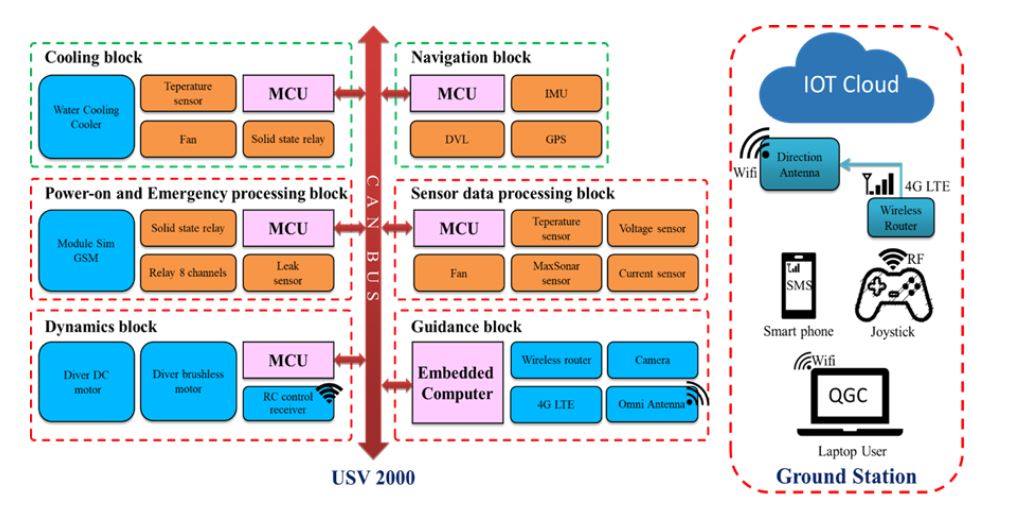 Cooling block
Water Cooling
Cooler
Teperature
sensor
MCU
Fan
Solid state relay
Navigation block
MCU
IMU
DVL
GPS
Power-on and Emergency processing block
Module Sim
GSM
Solid state relay
MCU
Relay 8 channels
Leak
sensor
Sensor data processing block
MCU
Teperature
sensor
Voltage sensor
Fan
MaxSonar
sensor
Current sensor
Dynamics block
Diver DC
motor
Diver brushless
motor
MCU
RC control
receiver
Guidance block
Embedded
Computer
Wireless router
Camera
4G LTE
Omni Antenna
CAN BUS
USV 2000
IOT Cloud
Wifi
Direction
Antenna
4G LTE
Wireless
Router
SMS
Smart phone
RF
Joystick
Wifi
QGC
Laptop User
Ground Station